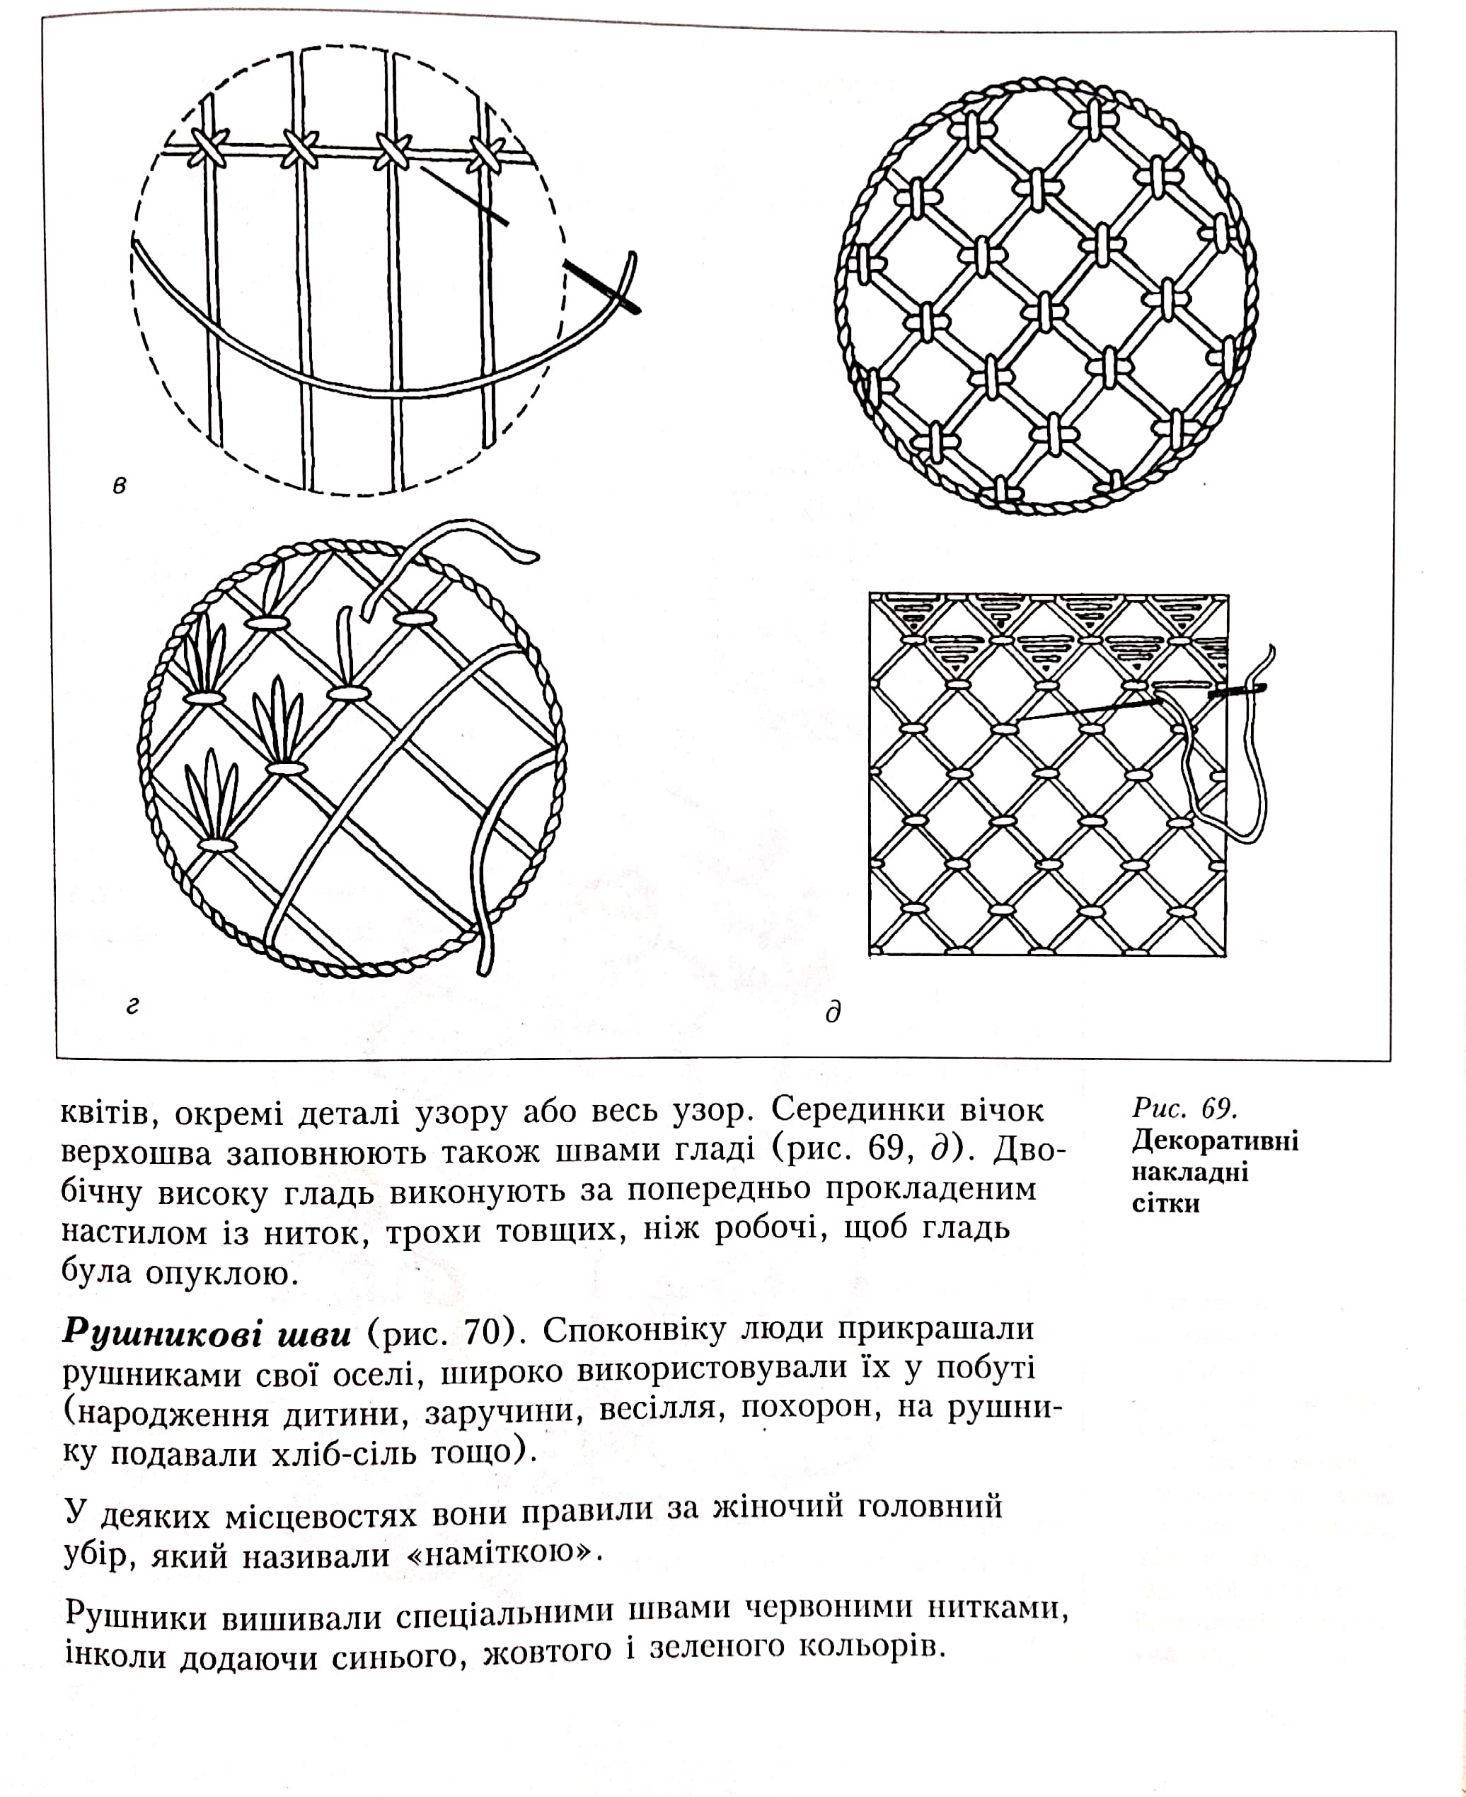 в
г
д
квітів, окремі деталі узору або весь узор. Серединки вічок
верхошва заповнюють також швами гладі (рис. 69, д). Дво-
бічну високу гладь виконують за попередньо прокладеним
настилом із ниток, трохи товщих, ніж робочі, щоб гладь
була опуклою.
Рис. 69.
Декоративні
накладні
сітки
Рушникові шви (рис. 70). Споконвіку люди прикрашали
рушниками свої оселі, широко використовували їх у побуті
(народження дитини, заручини, весілля, похорон, на рушни-
ку подавали хліб-сіль тощо).
У деяких місцевостях вони правили за жіночий головний
убір, який називали «наміткою».
Рушники вишивали спеціальними швами червоними нитками,
інколи додаючи синього, жовтого і зеленого кольорів.